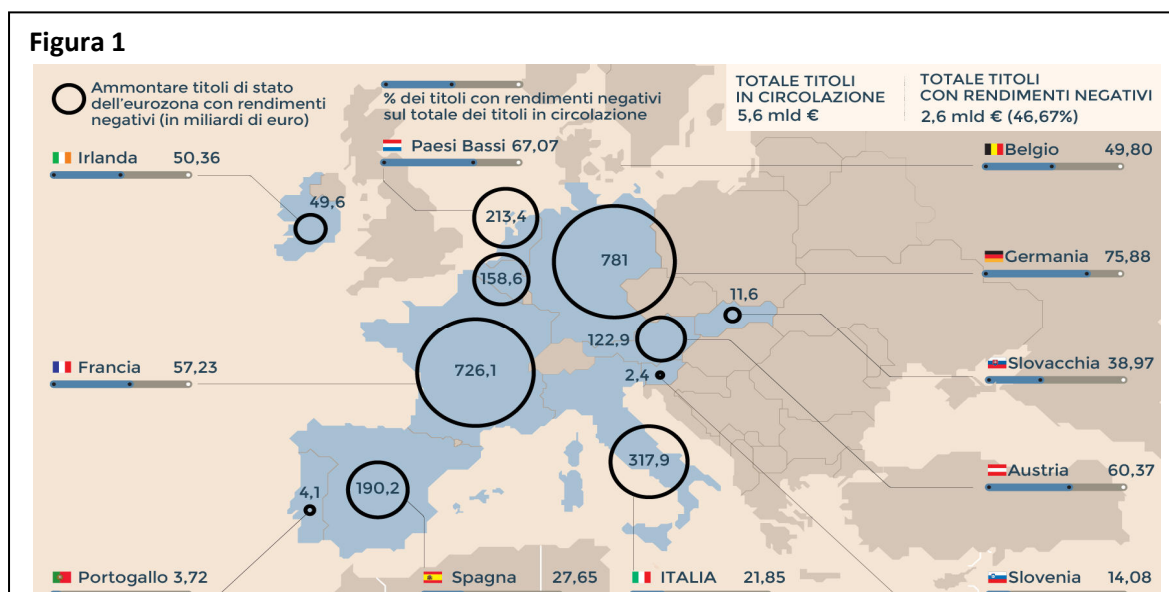 Figura 1
Ammontare titoli di stato
dell'eurozona con rendimenti
negativi (in miliardi di euro)
% dei titoli con rendimenti negativi
sul totale dei titoli in circolazione
TOTALE TITOLI
IN CIRCOLAZIONE
5,6 mld €
TOTALE TITOLI
CON RENDIMENTI NEGATIVI
2,6 mld € (46,67%)
Irlanda 50,36
Paesi Bassi 67,07
Belgio 49,80
49,6
213,4
781
Germania 75,88
158,6
11,6
122,9
Francia 57,23
726,1
2,4
Slovacchia 38,97
317,9
Austria 60,37
4,1
190,2
Portogallo 3,72
Spagna 27,65
ITALIA 21,85
Slovenia 14,08